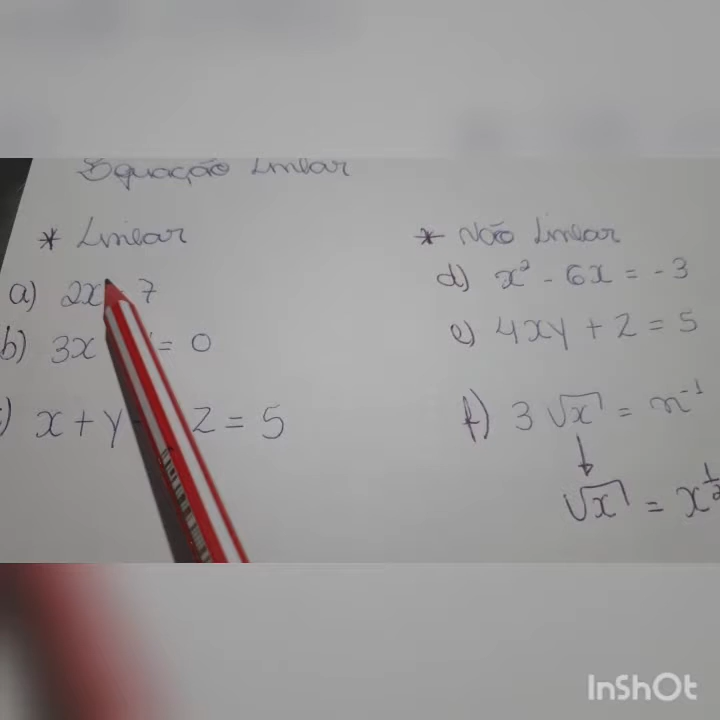 Equação Linear
* Linear
a) 2x 7
b) 3x = 0
x + y z = 5
* Não Linear
d) x² - 6x = -3
e) 4xy + z = 5
f) 3 √x = n⁻¹
↓
√x = x^1/2
InShOt